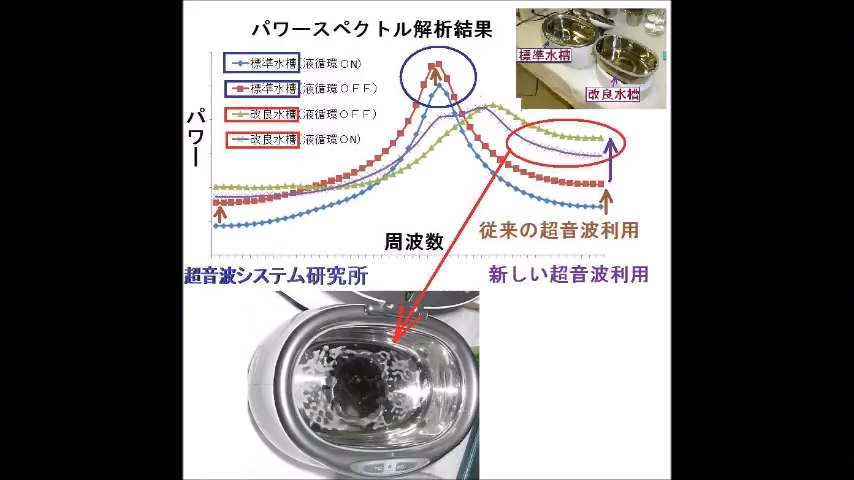 パワースペクトル解析結果
標準水槽(液循環ON)
標準水槽(液循環OFF)
改良水槽(液循環OFF)
改良水槽(液循環ON)
標準水槽
改良水槽
パワー
周波数
従来の超音波利用
超音波システム研究所
新しい超音波利用